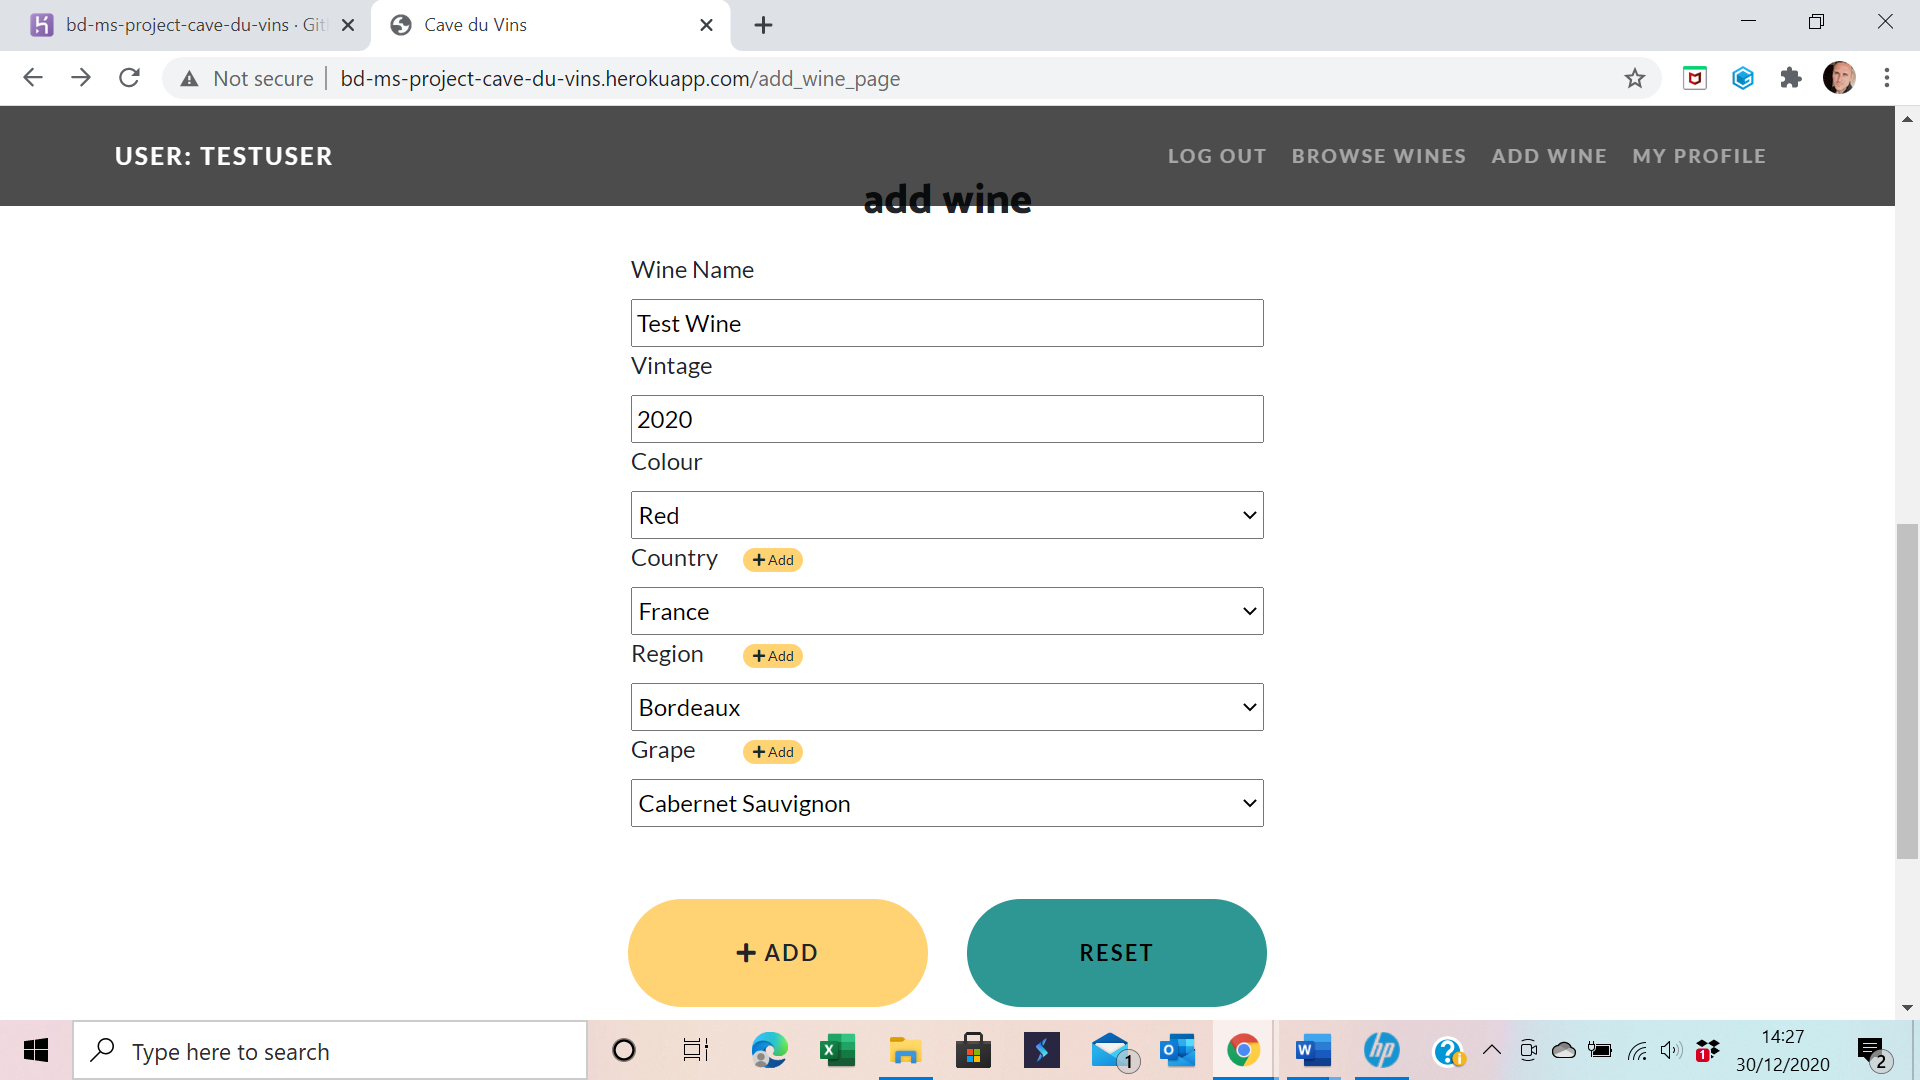 bd-ms-project-cave-du-vins · Git
Cave du Vins
Not secure
bd-ms-project-cave-du-vins.herokuapp.com/add_wine_page
USER: TESTUSER
LOG OUT BROWSE WINES ADD WINE MY PROFILE
add wine
Wine Name
Test Wine
Vintage
2020
Colour
Red
Country
+ Add
France
Region
+ Add
Bordeaux
Grape
+ Add
Cabernet Sauvignon
+ ADD
RESET
Type here to search
1
1
14:27
30/12/2020
2